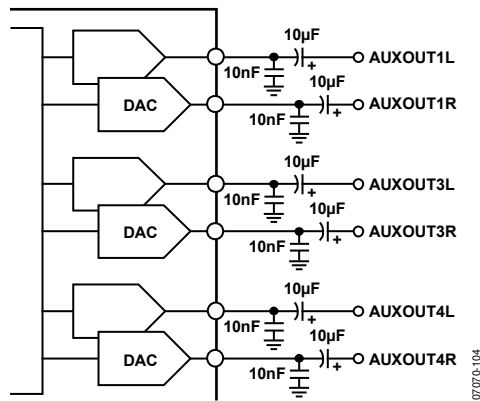 10µF
+ AUXOUT1L
10nF 10µF
DAC + AUXOUT1R
10nF
10µF
+ AUXOUT3L
10nF 10µF
DAC + AUXOUT3R
10nF
10µF
+ AUXOUT4L
10nF 10µF
DAC + AUXOUT4R
10nF
07070-104